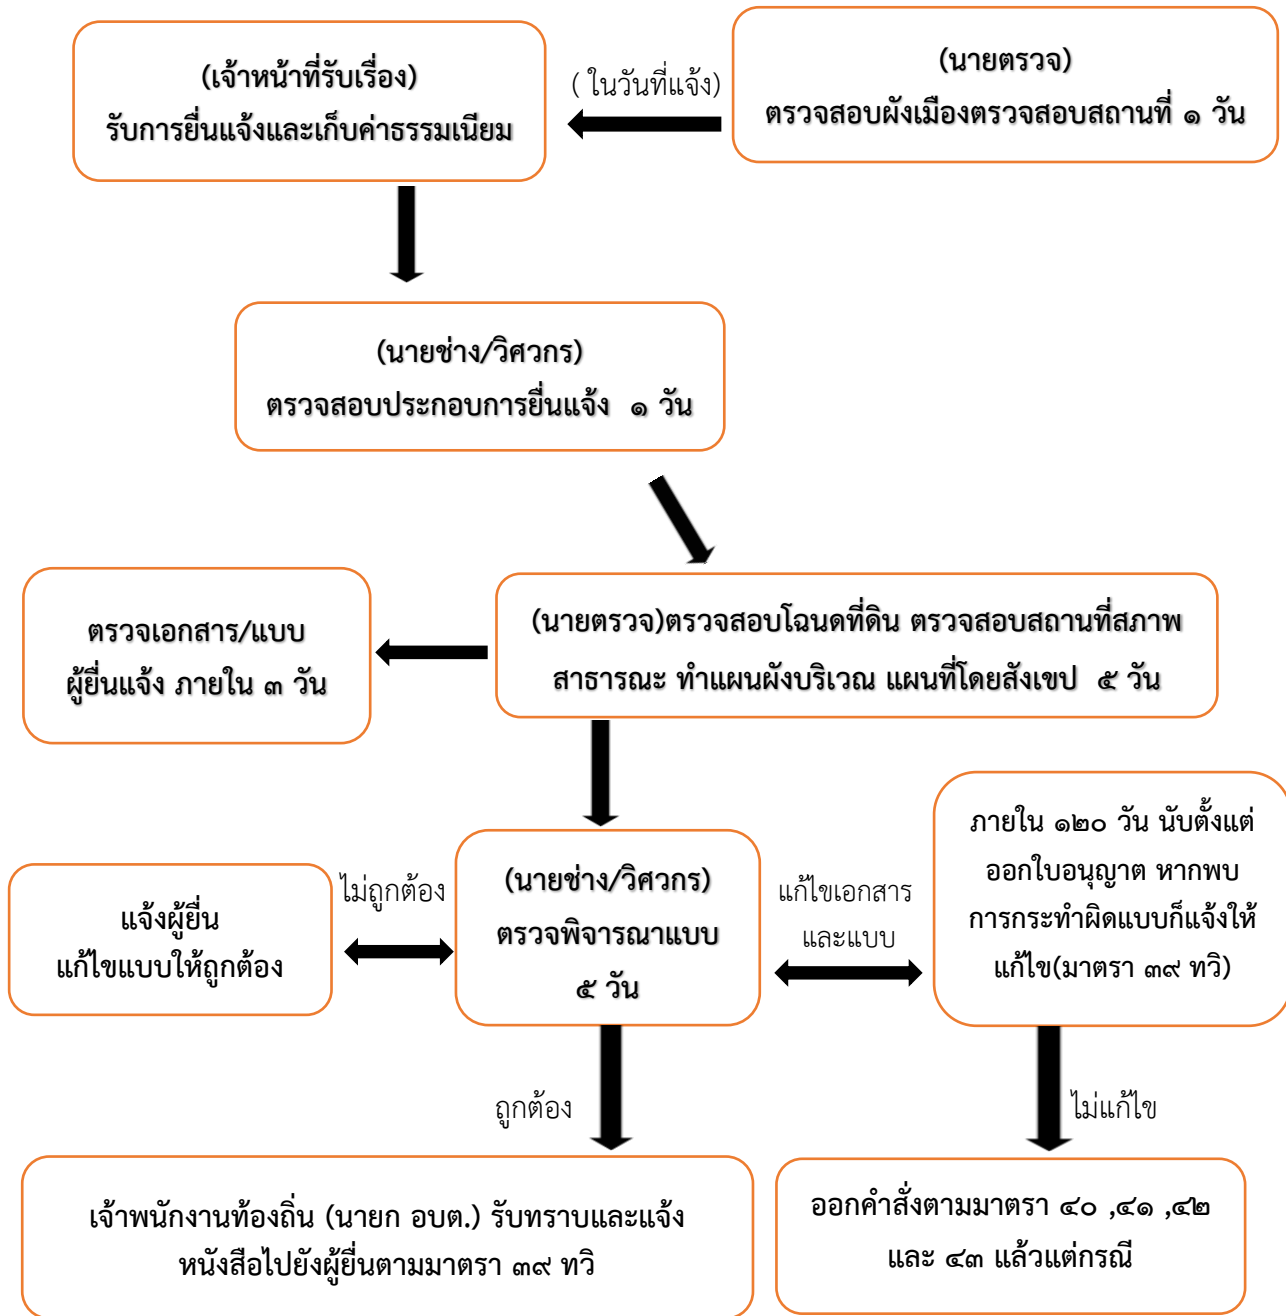 (เจ้าหน้าที่รับเรื่อง)
รับการยื่นแจ้งและเก็บค่าธรรมเนียม
( ในวันที่แจ้ง)
(นายตรวจ)
ตรวจสอบผังเมืองตรวจสอบสถานที่ ๑ วัน
(นายช่าง/วิศวกร)
ตรวจสอบประกอบการยื่นแจ้ง ๑ วัน
ตรวจเอกสาร/แบบ
ผู้ยื่นแจ้ง ภายใน ๓ วัน
(นายตรวจ)ตรวจสอบโฉนดที่ดิน ตรวจสอบสถานที่สภาพ
สาธารณะ ทำแผนผังบริเวณ แผนที่โดยสังเขป ๕ วัน
แจ้งผู้ยื่น
แก้ไขแบบให้ถูกต้อง
ไม่ถูกต้อง
(นายช่าง/วิศวกร)
ตรวจพิจารณาแบบ
๕ วัน
แก้ไขเอกสาร
และแบบ
ภายใน ๑๒๐ วัน นับตั้งแต่
ออกใบอนุญาต หากพบ
การกระทำผิดแบบก็แจ้งให้
แก้ไข(มาตรา ๓๙ ทวิ)
ถูกต้อง
ไม่แก้ไข
เจ้าพนักงานท้องถิ่น (นายก อบต.) รับทราบและแจ้ง
หนังสือไปยังผู้ยื่นตามมาตรา ๓๙ ทวิ
ออกคำสั่งตามมาตรา ๔๐ ,๔๑ ,๔๒
และ ๔๓ แล้วแต่กรณี